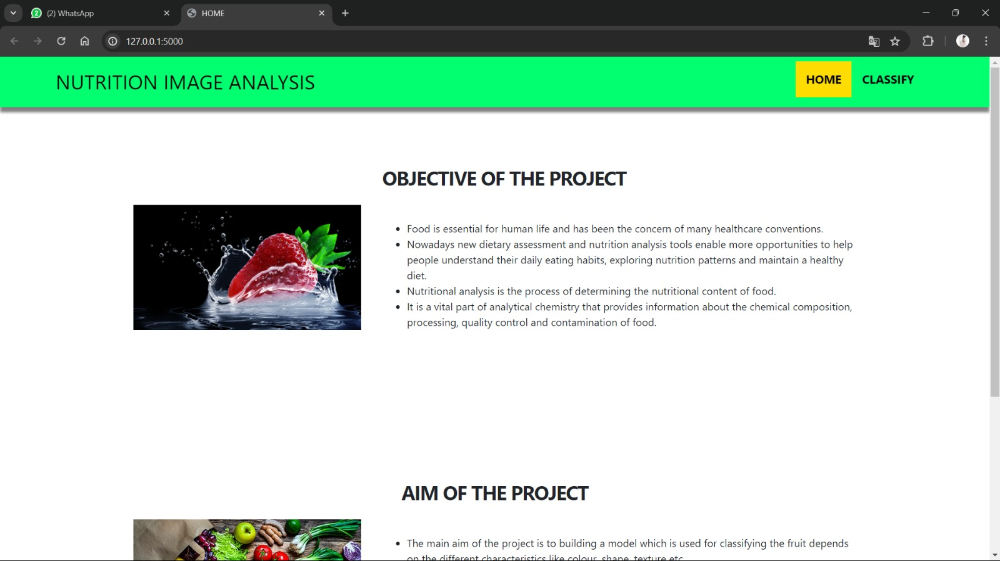 (2) WhatsApp
HOME
127.0.0.1:5000
NUTRITION IMAGE ANALYSIS
HOME
CLASSIFY
OBJECTIVE OF THE PROJECT
Food is essential for human life and has been the concern of many healthcare conventions.
Nowadays new dietary assessment and nutrition analysis tools enable more opportunities to help
people understand their daily eating habits, exploring nutrition patterns and maintain a healthy
diet.
Nutritional analysis is the process of determining the nutritional content of food.
It is a vital part of analytical chemistry that provides information about the chemical composition,
processing, quality control and contamination of food.
AIM OF THE PROJECT
The main aim of the project is to building a model which is used for classifying the fruit depends
on the different characteristics like colour, shape, texture etc